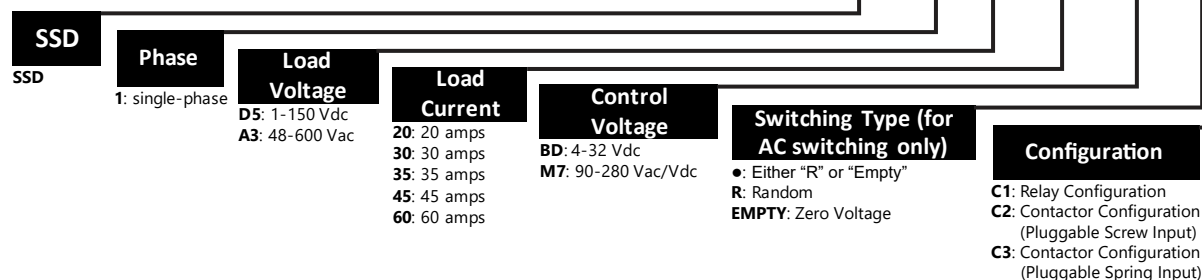 SSD
SSD
Phase
1: single-phase
Load
Voltage
D5: 1-150 Vdc
A3: 48-600 Vac
Load
Current
20: 20 amps
30: 30 amps
35: 35 amps
45: 45 amps
60: 60 amps
Control
Voltage
BD: 4-32 Vdc
M7: 90-280 Vac/Vdc
Switching Type (for
AC switching only)
●: Either “R” or “Empty”
R: Random
EMPTY: Zero Voltage
Configuration
C1: Relay Configuration
C2: Contactor Configuration
(Pluggable Screw Input)
C3: Contactor Configuration
(Pluggable Spring Input)